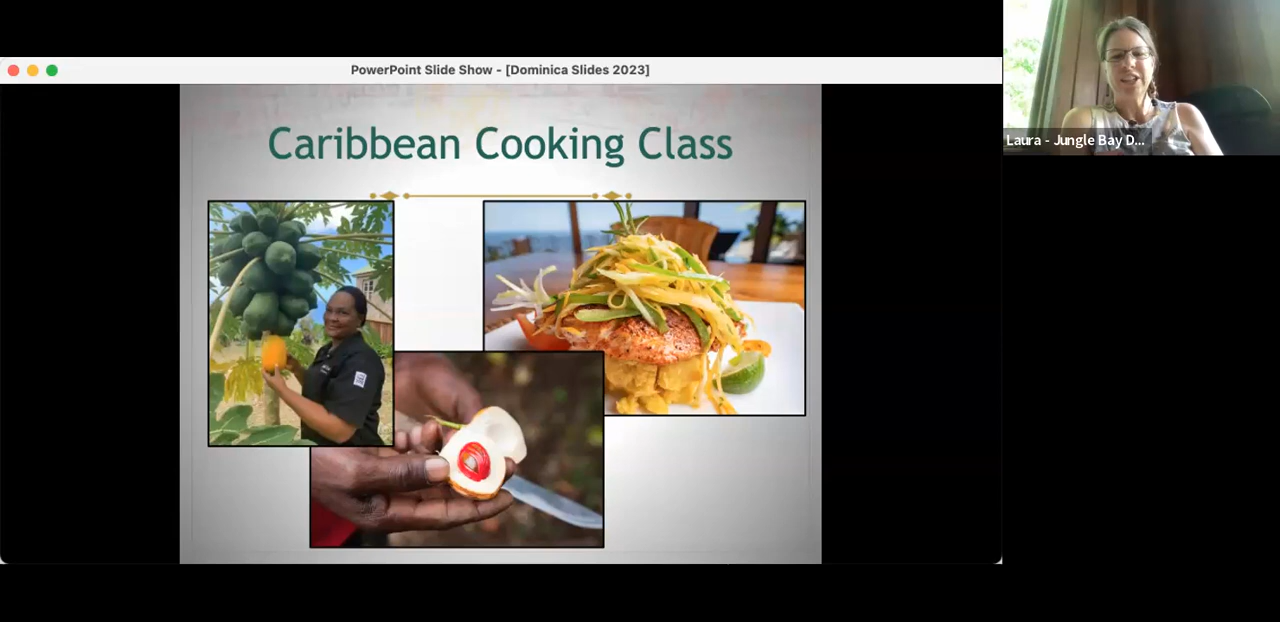 PowerPoint Slide Show - [Dominica Slides 2023]
Caribbean Cooking Class
Laura - Jungle Bay D...